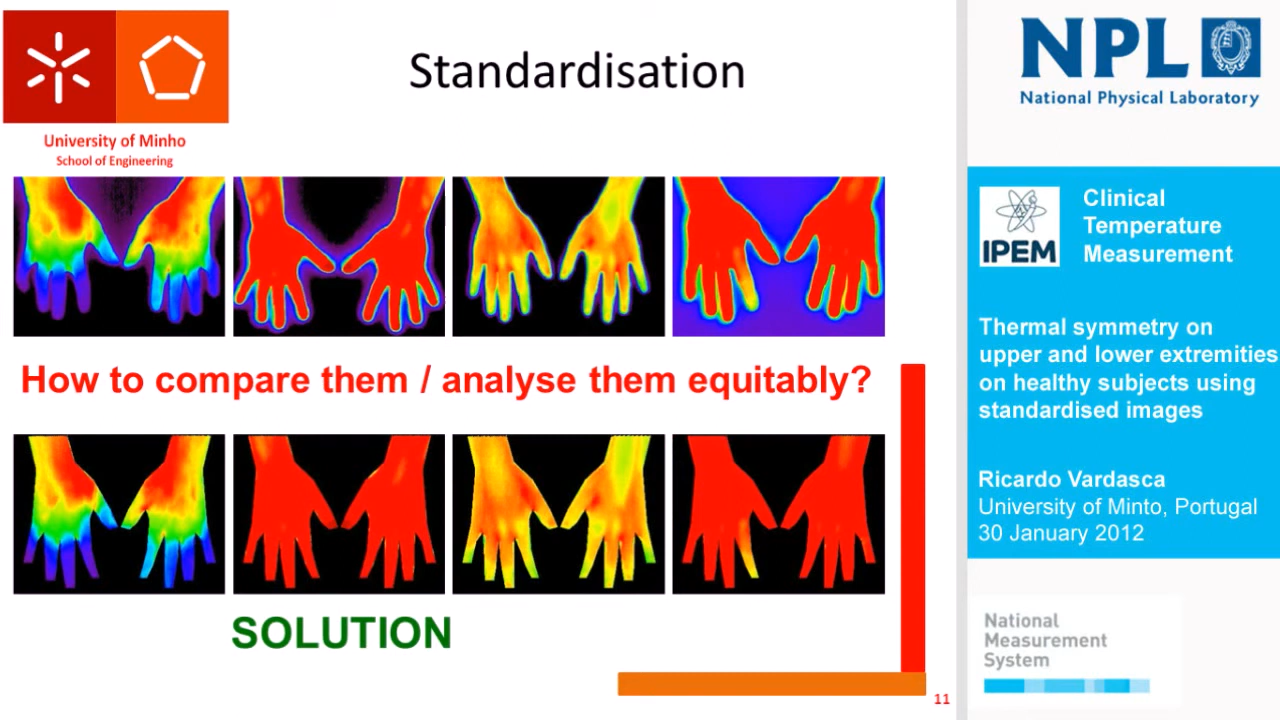 Standardisation
University of Minho
School of Engineering
How to compare them / analyse them equitably?
SOLUTION
11
NPL
National Physical Laboratory
IPEM
Clinical
Temperature
Measurement
Thermal symmetry on
upper and lower extremities
on healthy subjects using
standardised images
Ricardo Vardasca
University of Minto, Portugal
30 January 2012
National
Measurement
System